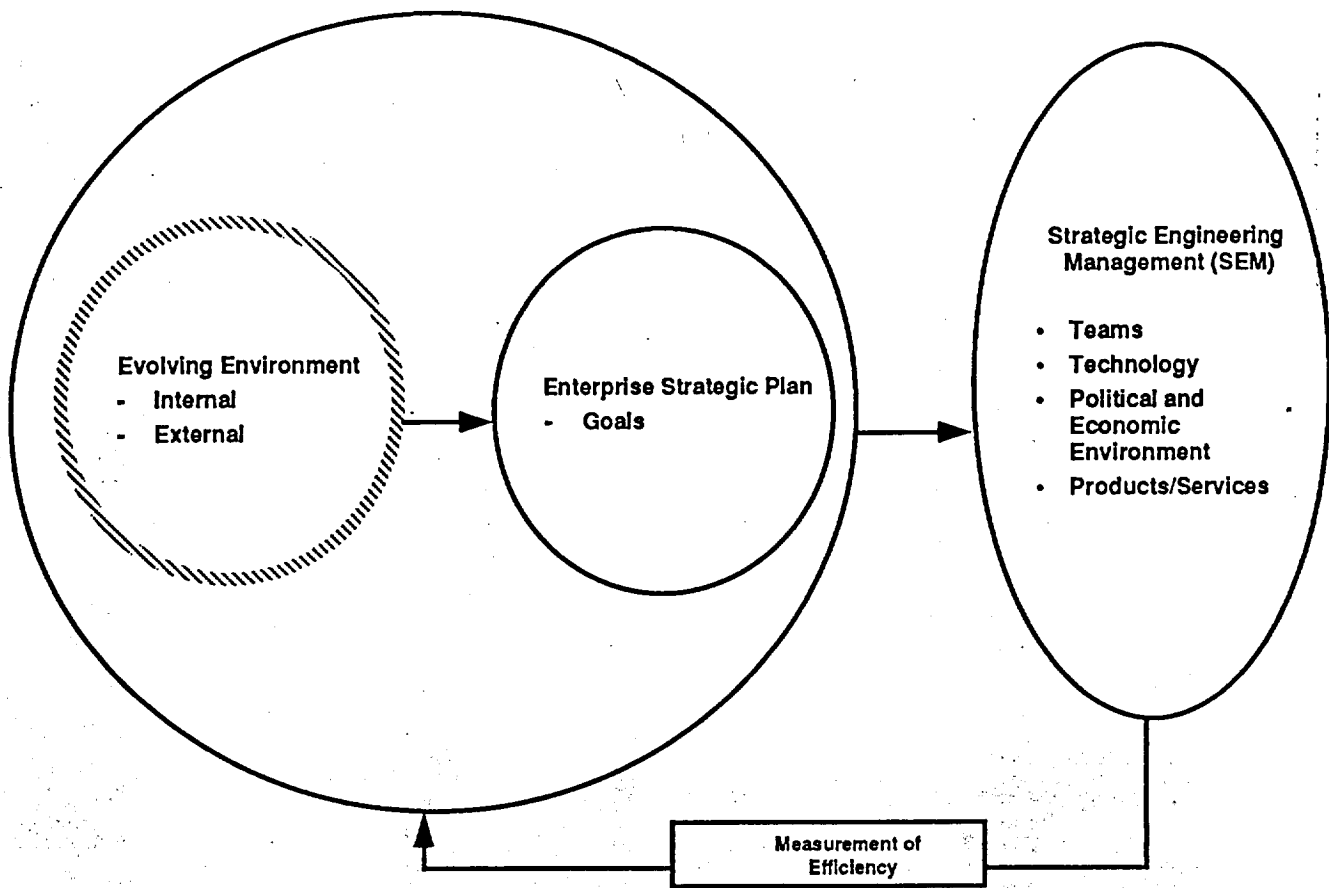 Evolving Environment
- Internal
- External
Enterprise Strategic Plan
- Goals
Strategic Engineering
Management (SEM)
• Teams
• Technology
• Political and
Economic
Environment
• Products/Services
Measurement of
Efficiency